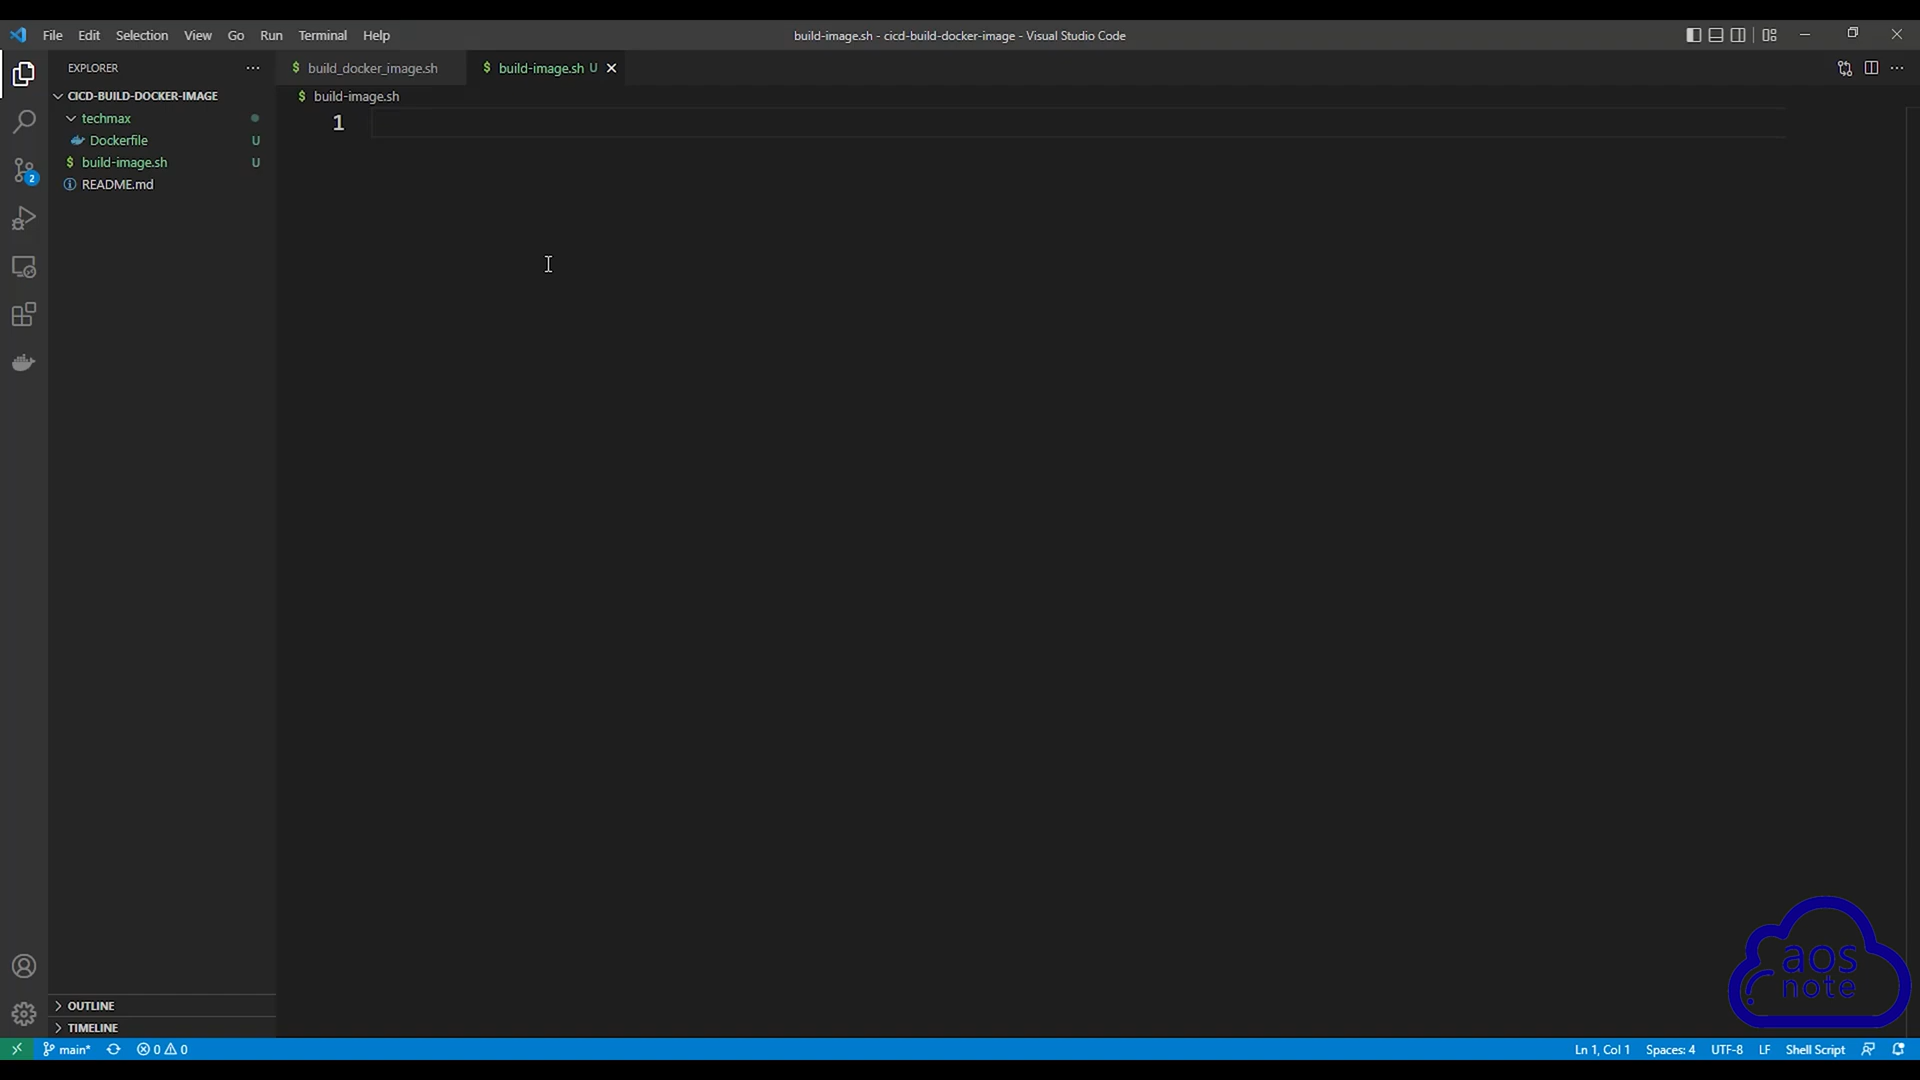 File Edit Selection View Go Run Terminal Help
build-image.sh - cicd-build-docker-image - Visual Studio Code
EXPLORER
CICD-BUILD-DOCKER-IMAGE
techmax
Dockerfile U
build-image.sh U
README.md
2
OUTLINE
TIMELINE
$ build_docker_image.sh
$ build-image.sh U
$ build-image.sh
1
aos
note
main* 0 0
Ln 1, Col 1 Spaces: 4 UTF-8 LF Shell Script